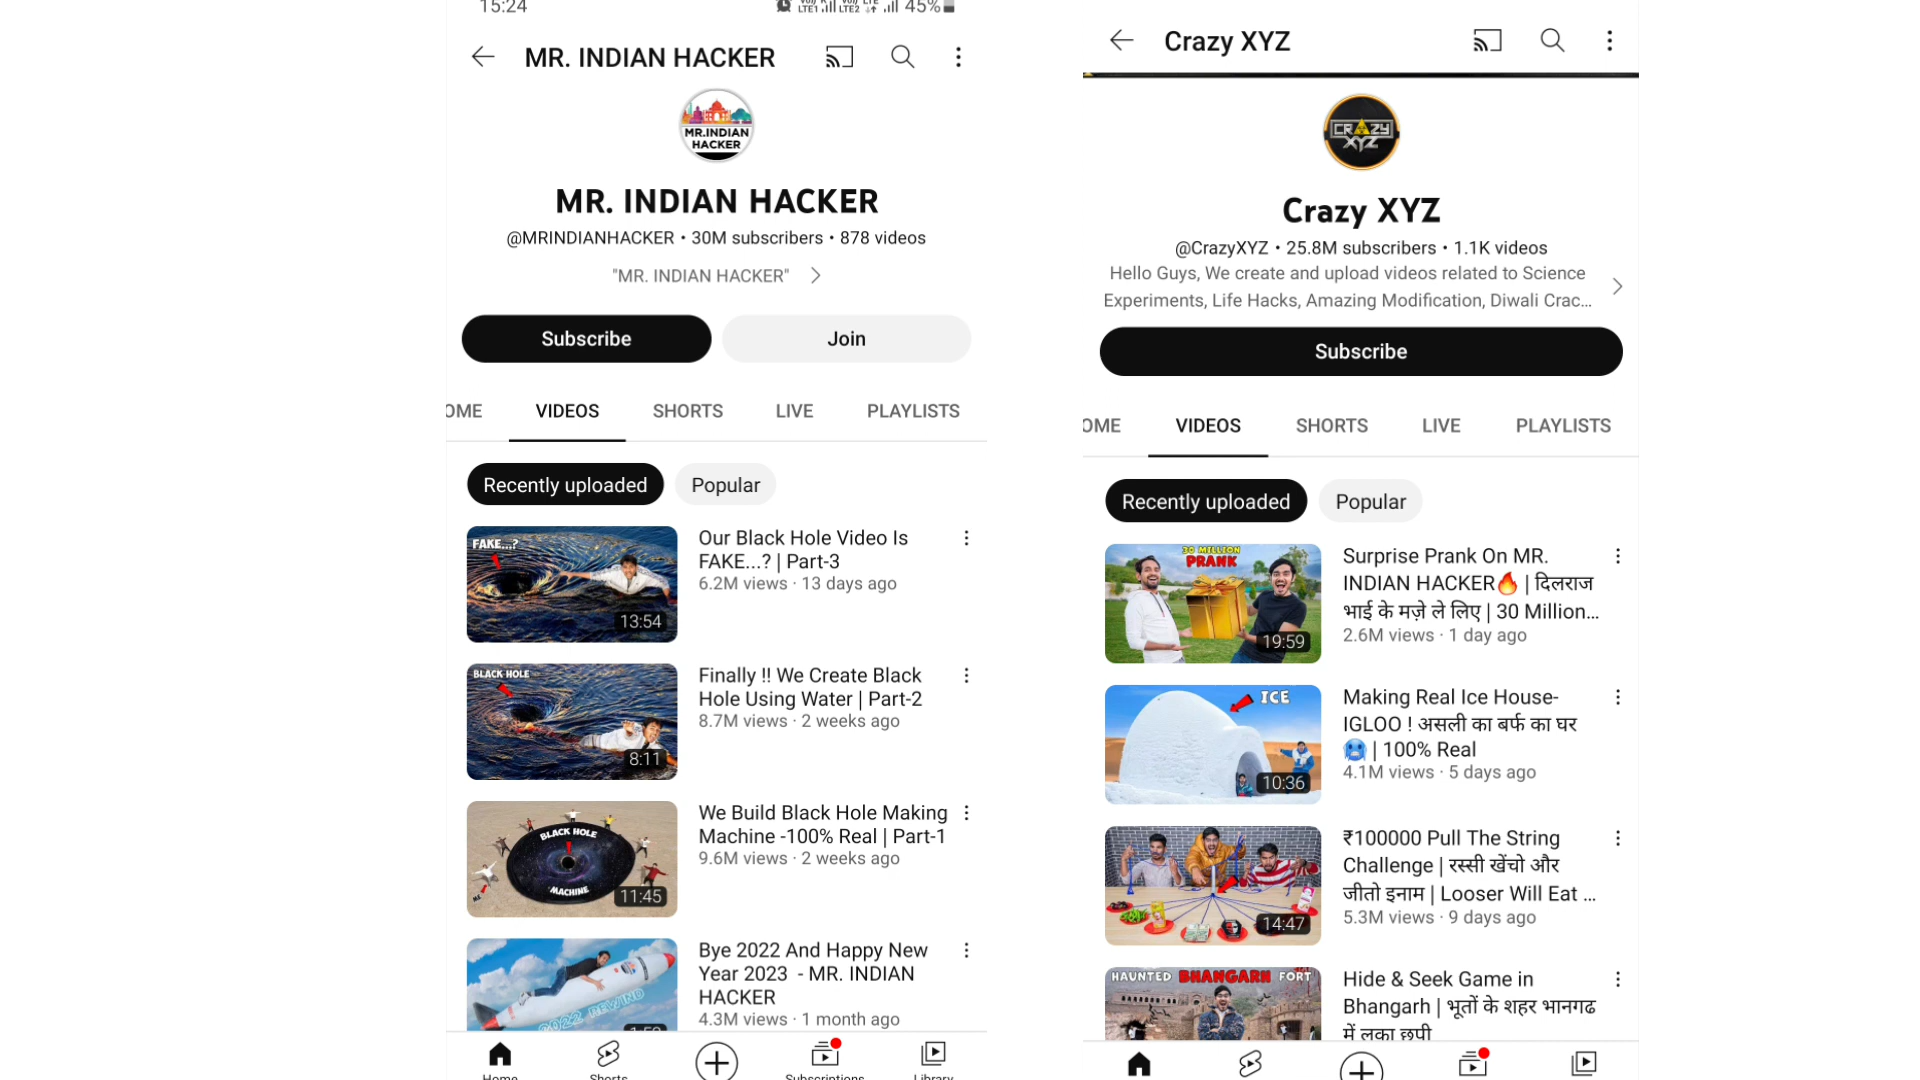 15:24
LTE1 LTE2 45%
MR. INDIAN HACKER
MR.INDIAN
HACKER
MR. INDIAN HACKER
@MRINDIANHACKER • 30M subscribers • 878 videos
"MR. INDIAN HACKER"
Subscribe
Join
OME
VIDEOS
SHORTS
LIVE
PLAYLISTS
Recently uploaded
Popular
FAKE...?
13:54
Our Black Hole Video Is
FAKE...? | Part-3
6.2M views · 13 days ago
BLACK HOLE
8:11
Finally !! We Create Black
Hole Using Water | Part-2
8.7M views · 2 weeks ago
BLACK HOLE
MACHINE
ME
11:45
We Build Black Hole Making
Machine -100% Real | Part-1
9.6M views · 2 weeks ago
2022 REWIND
Bye 2022 And Happy New
Year 2023 - MR. INDIAN
HACKER
4.3M views · 1 month ago
Home
Shorts
Subscriptions
Library
Crazy XYZ
CRAZY
XYZ
Crazy XYZ
@CrazyXYZ • 25.8M subscribers • 1.1K videos
Hello Guys, We create and upload videos related to Science
Experiments, Life Hacks, Amazing Modification, Diwali Crac...
Subscribe
OME
VIDEOS
SHORTS
LIVE
PLAYLISTS
Recently uploaded
Popular
30 MILLION
PRANK
19:59
Surprise Prank On MR.
INDIAN HACKER🔥 | दिलराज
भाई के मज़े ले लिए | 30 Million...
2.6M views · 1 day ago
ICE
10:36
Making Real Ice House-
IGLOO ! असली का बर्फ का घर
🥶 | 100% Real
4.1M views · 5 days ago
14:47
₹100000 Pull The String
Challenge | रस्सी खेंचो और
जीतो इनाम | Looser Will Eat ...
5.3M views · 9 days ago
HAUNTED BHANGARH FORT
Hide & Seek Game in
Bhangarh | भूतों के शहर भानगढ
में लुका छुपी